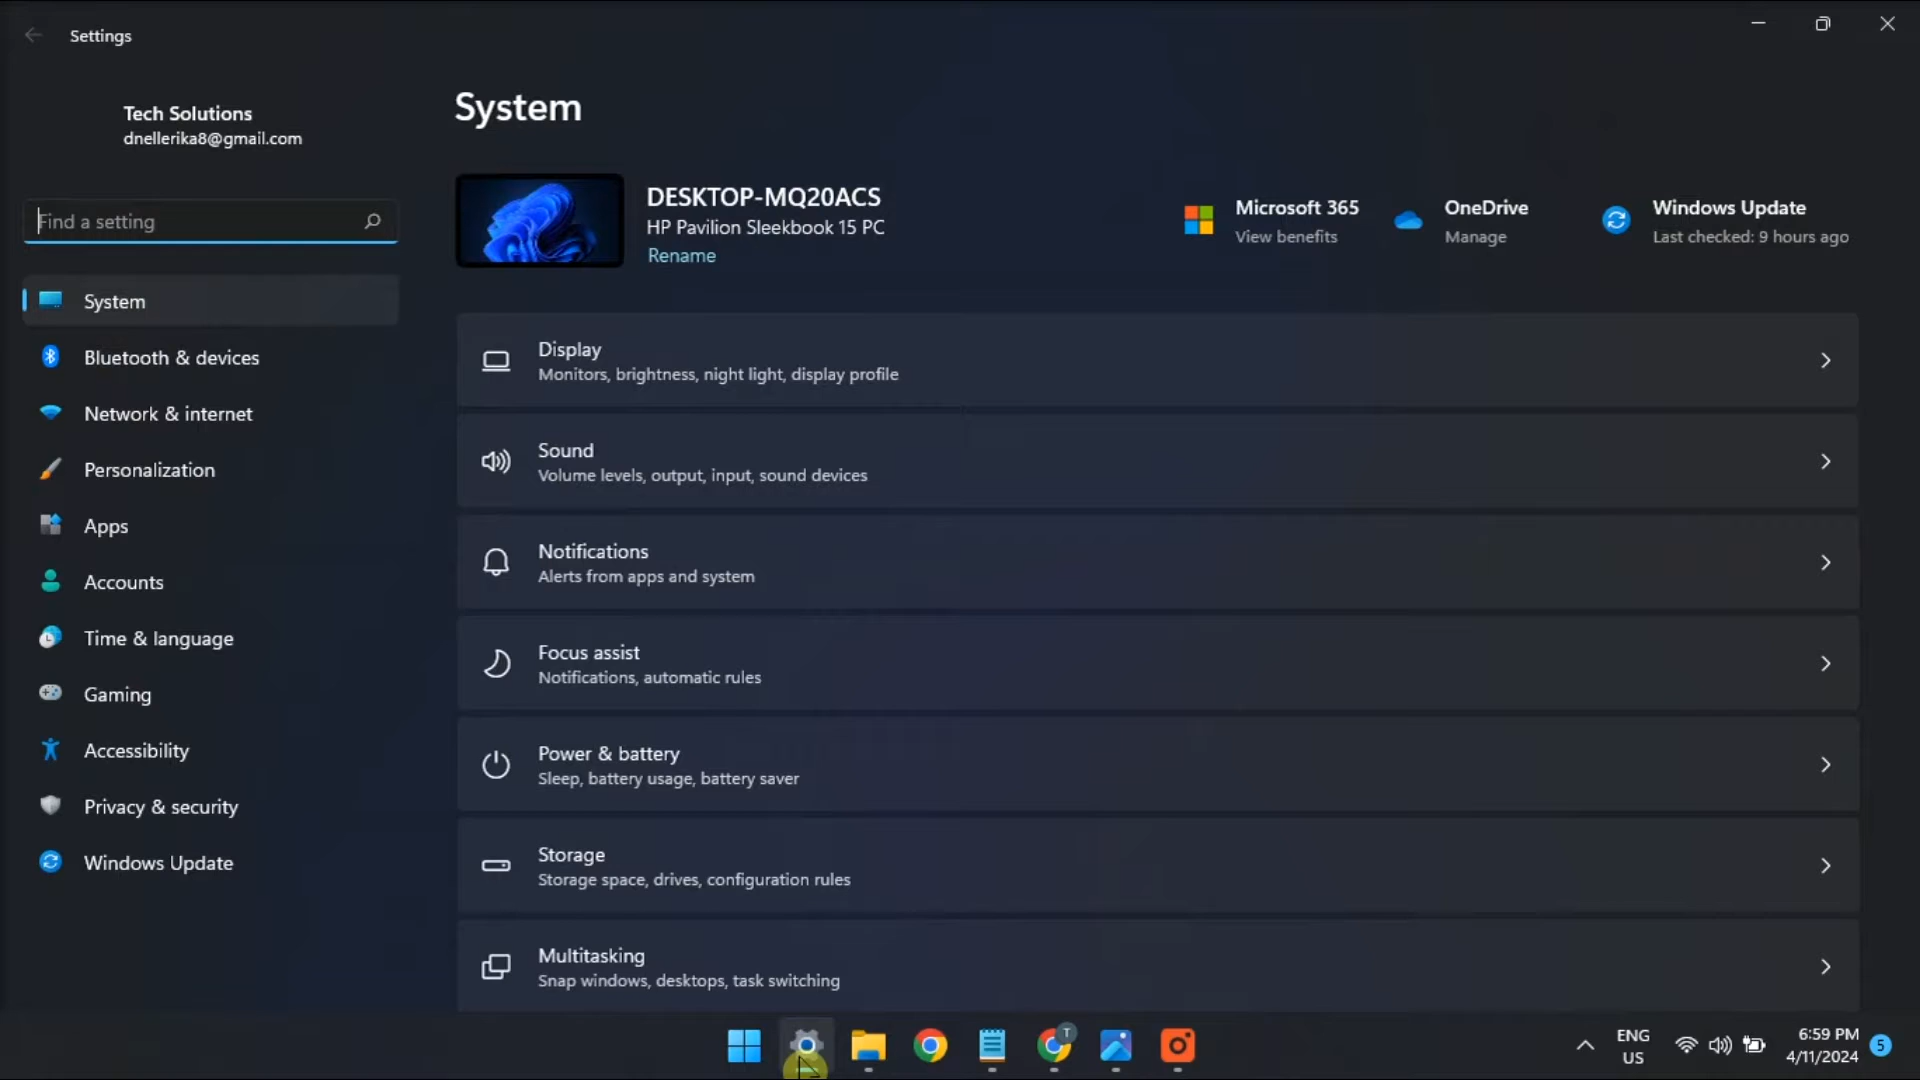 Settings
Tech Solutions
dnellerika8@gmail.com
Find a setting
System
Bluetooth & devices
Network & internet
Personalization
Apps
Accounts
Time & language
Gaming
Accessibility
Privacy & security
Windows Update
System
DESKTOP-MQ20ACS
HP Pavilion Sleekbook 15 PC
Rename
Microsoft 365
View benefits
OneDrive
Manage
Windows Update
Last checked: 9 hours ago
Display
Monitors, brightness, night light, display profile
Sound
Volume levels, output, input, sound devices
Notifications
Alerts from apps and system
Focus assist
Notifications, automatic rules
Power & battery
Sleep, battery usage, battery saver
Storage
Storage space, drives, configuration rules
Multitasking
Snap windows, desktops, task switching
T
ENG
US
6:59 PM
4/11/2024
5